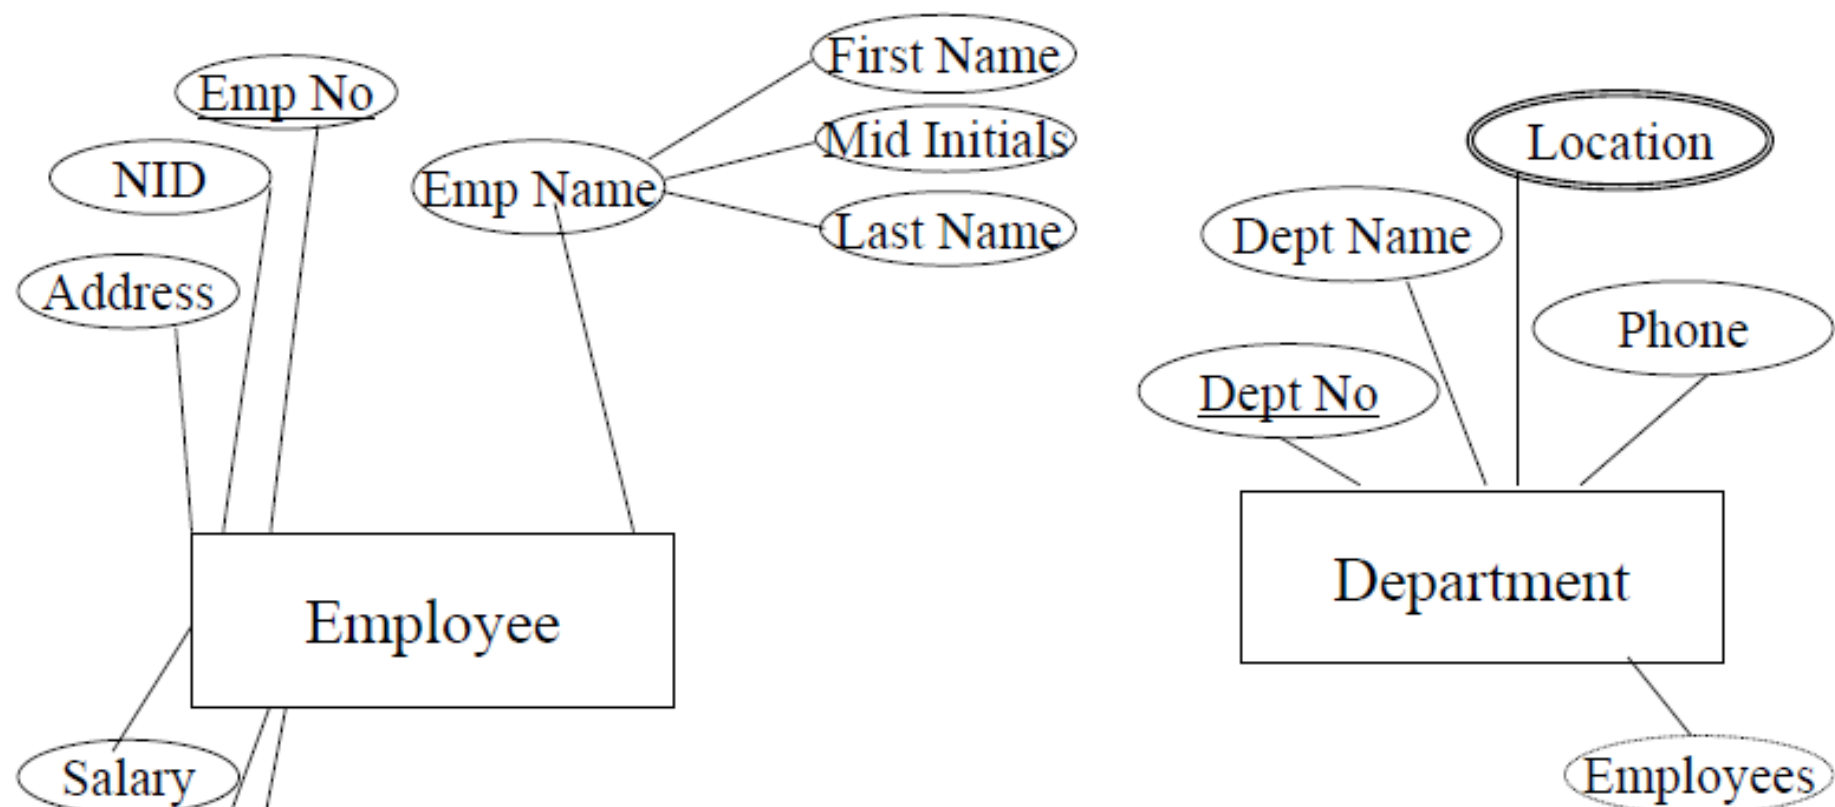 First Name
Emp No
Mid Initials
Location
NID
Emp Name
Last Name
Dept Name
Address
Phone
Dept No
Department
Employee
Salary
Employees